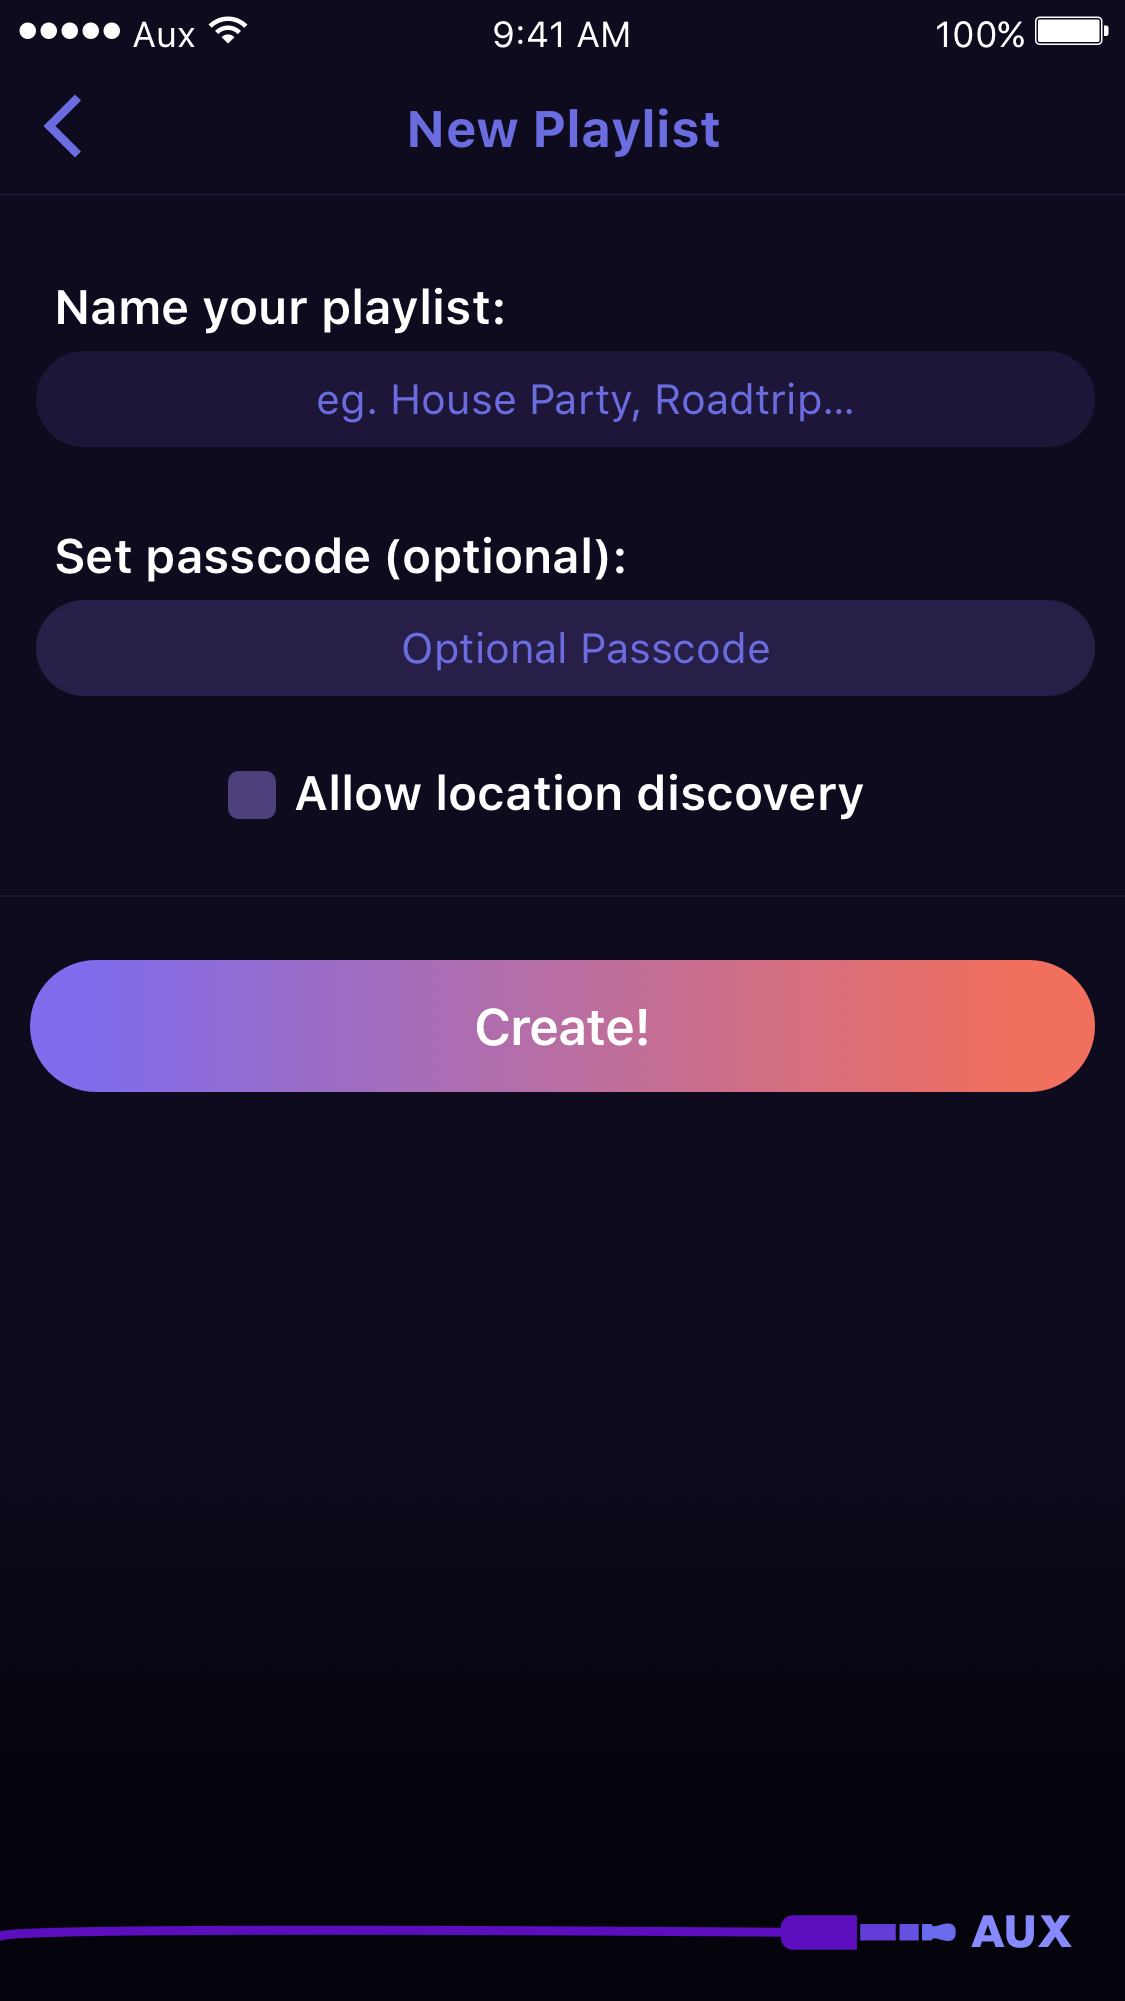 Aux 9:41 AM 100%
New Playlist
Name your playlist:
eg. House Party, Roadtrip...
Set passcode (optional):
Optional Passcode
Allow location discovery
Create!
AUX